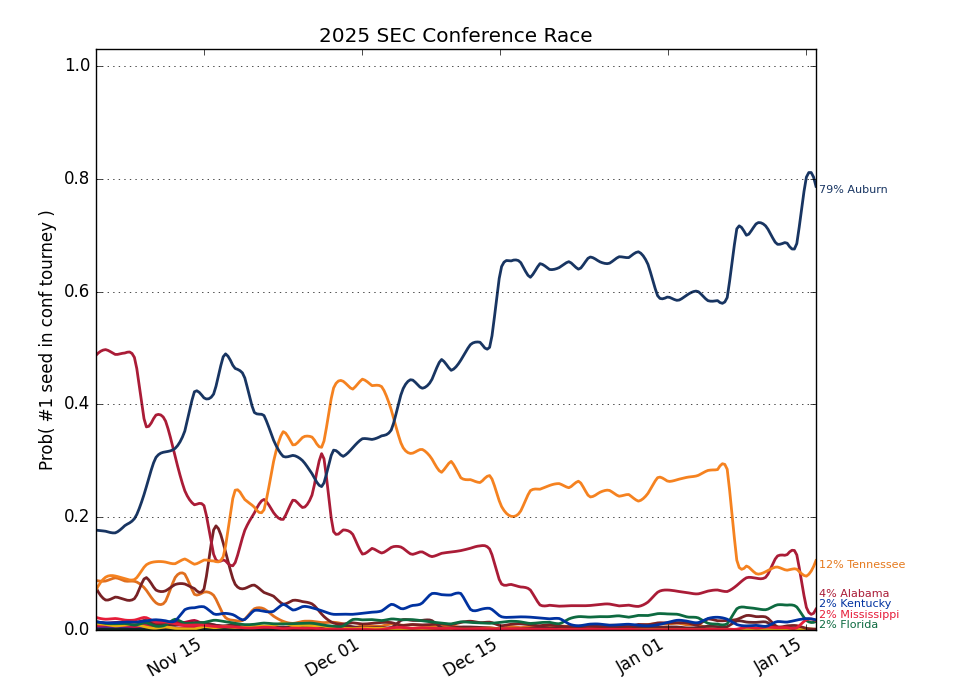 2025 SEC Conference Race
Prob( #1 seed in conf tourney )
1.0
0.8
0.6
0.4
0.2
0.0
79% Auburn
12% Tennessee
4% Alabama
2% Kentucky
2% Mississippi
2% Florida
Nov 15
Dec 01
Dec 15
Jan 01
Jan 15